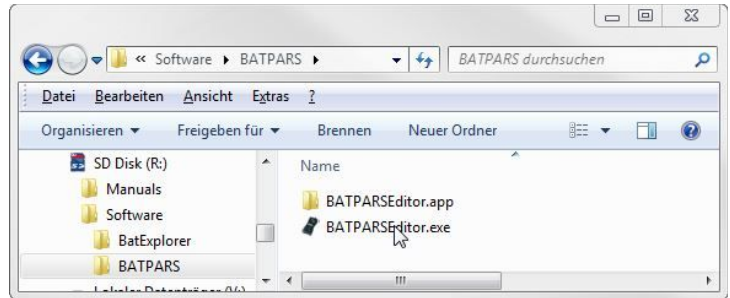 « Software ▸ BATPARS ▸ BATPARS durchsuchen
Datei Bearbeiten Ansicht Extras ?
Organisieren Freigeben für Brennen Neuer Ordner
SD Disk (R:)
Manuals
Software
BatExplorer
BATPARS
Name
BATPARSEditor.app
BATPARSEditor.exe